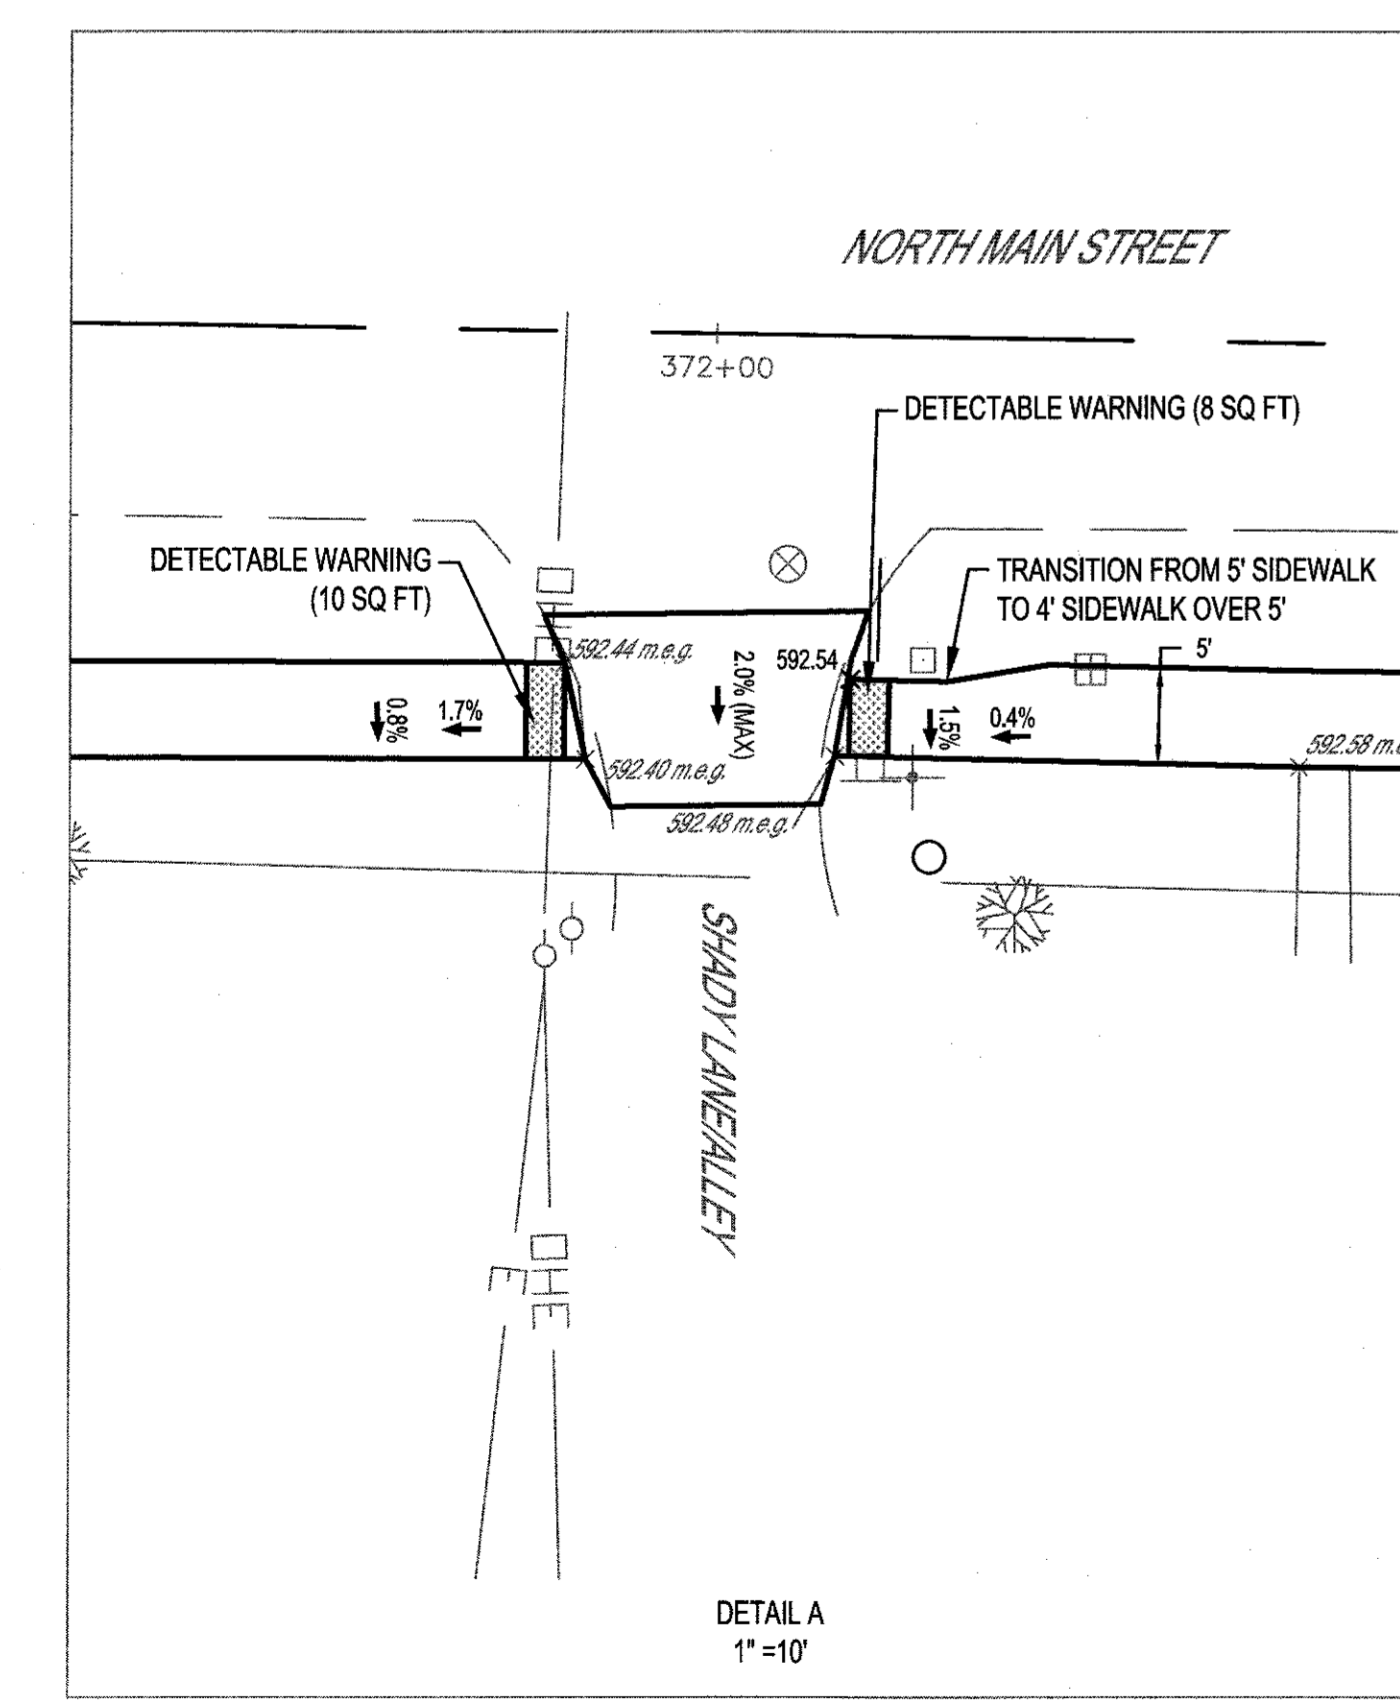 NORTH MAIN STREET
372+00
DETECTABLE WARNING (8 SQ FT)
DETECTABLE WARNING
(10 SQ FT)
TRANSITION FROM 5' SIDEWALK
TO 4' SIDEWALK OVER 5'
5'
592.44 m.e.g.
2.0% (MAX)
592.54
0.8%
1.7%
1.5%
0.4%
592.58 m.e
592.40 m.e.g.
592.48 m.e.g.
SHADY LANE/ALLEY
OHE
E
DETAIL A
1" =10'